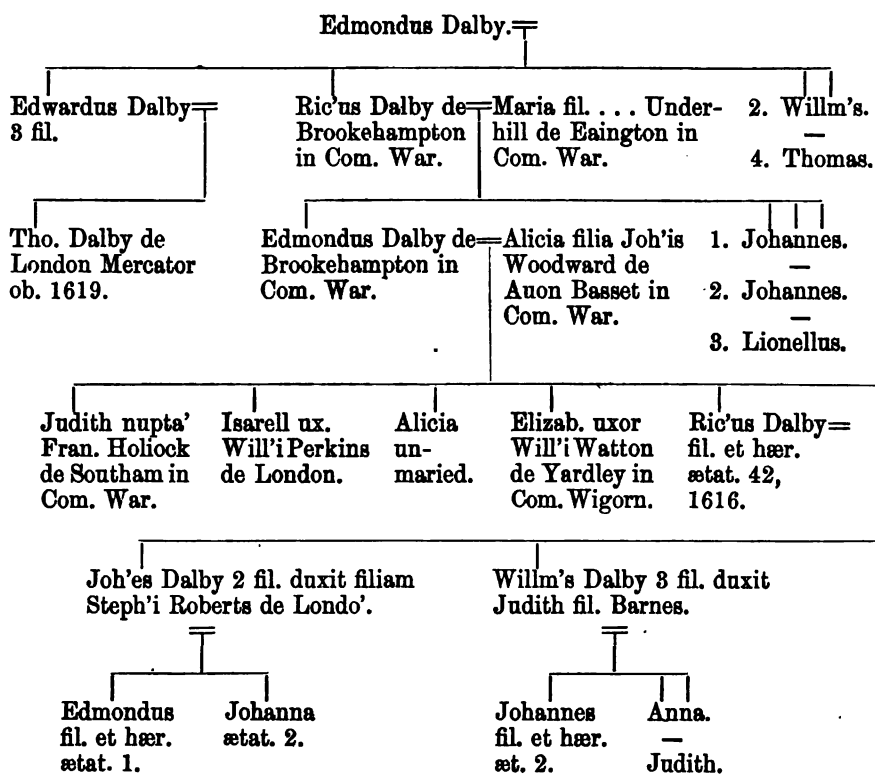 Edmondus Dalby.
Edwardus Dalby
3 fil.
Ric'us Dalby de
Brookehampton
in Com. War.
Maria fil. . . . Under-
hill de Eaington in
Com. War.
2. Willm's.
—
4. Thomas.
Tho. Dalby de
London Mercator
ob. 1619.
Edmondus Dalby de
Brookehampton in
Com. War.
Alicia filia Joh'is
Woodward de
Auon Basset in
Com. War.
1. Johannes.
—
2. Johannes.
—
3. Lionellus.
Judith nupta'
Fran. Holiock
de Southam in
Com. War.
Isarell ux.
Will'i Perkins
de London.
Alicia
un-
maried.
Elizab. uxor
Will'i Watton
de Yardley in
Com. Wigorn.
Ric'us Dalby
fil. et hær.
ætat. 42,
1616.
Joh'es Dalby 2 fil. duxit filiam
Steph'i Roberts de Londo'.
Willm's Dalby 3 fil. duxit
Judith fil. Barnes.
Edmondus
fil. et hær.
ætat. 1.
Johanna
ætat. 2.
Johannes
fil. et hær.
æt. 2.
Anna.
—
Judith.